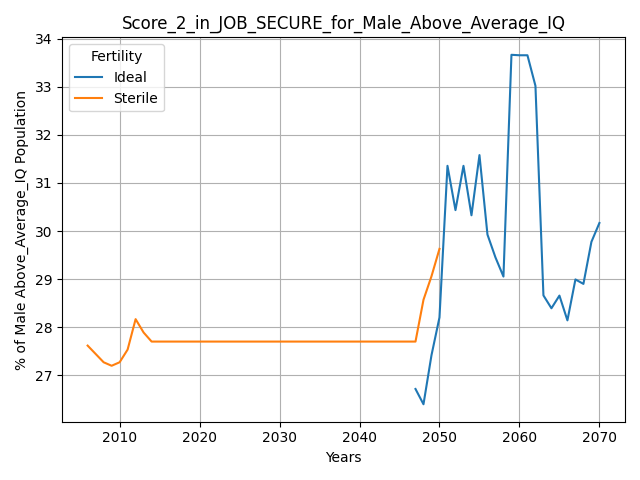 Score_2_in_JOB_SECURE_for_Male_Above_Average_IQ
% of Male Above_Average_IQ Population
34
33
32
31
30
29
28
27
Fertility
Ideal
Sterile
2010 2020 2030 2040 2050 2060 2070
Years